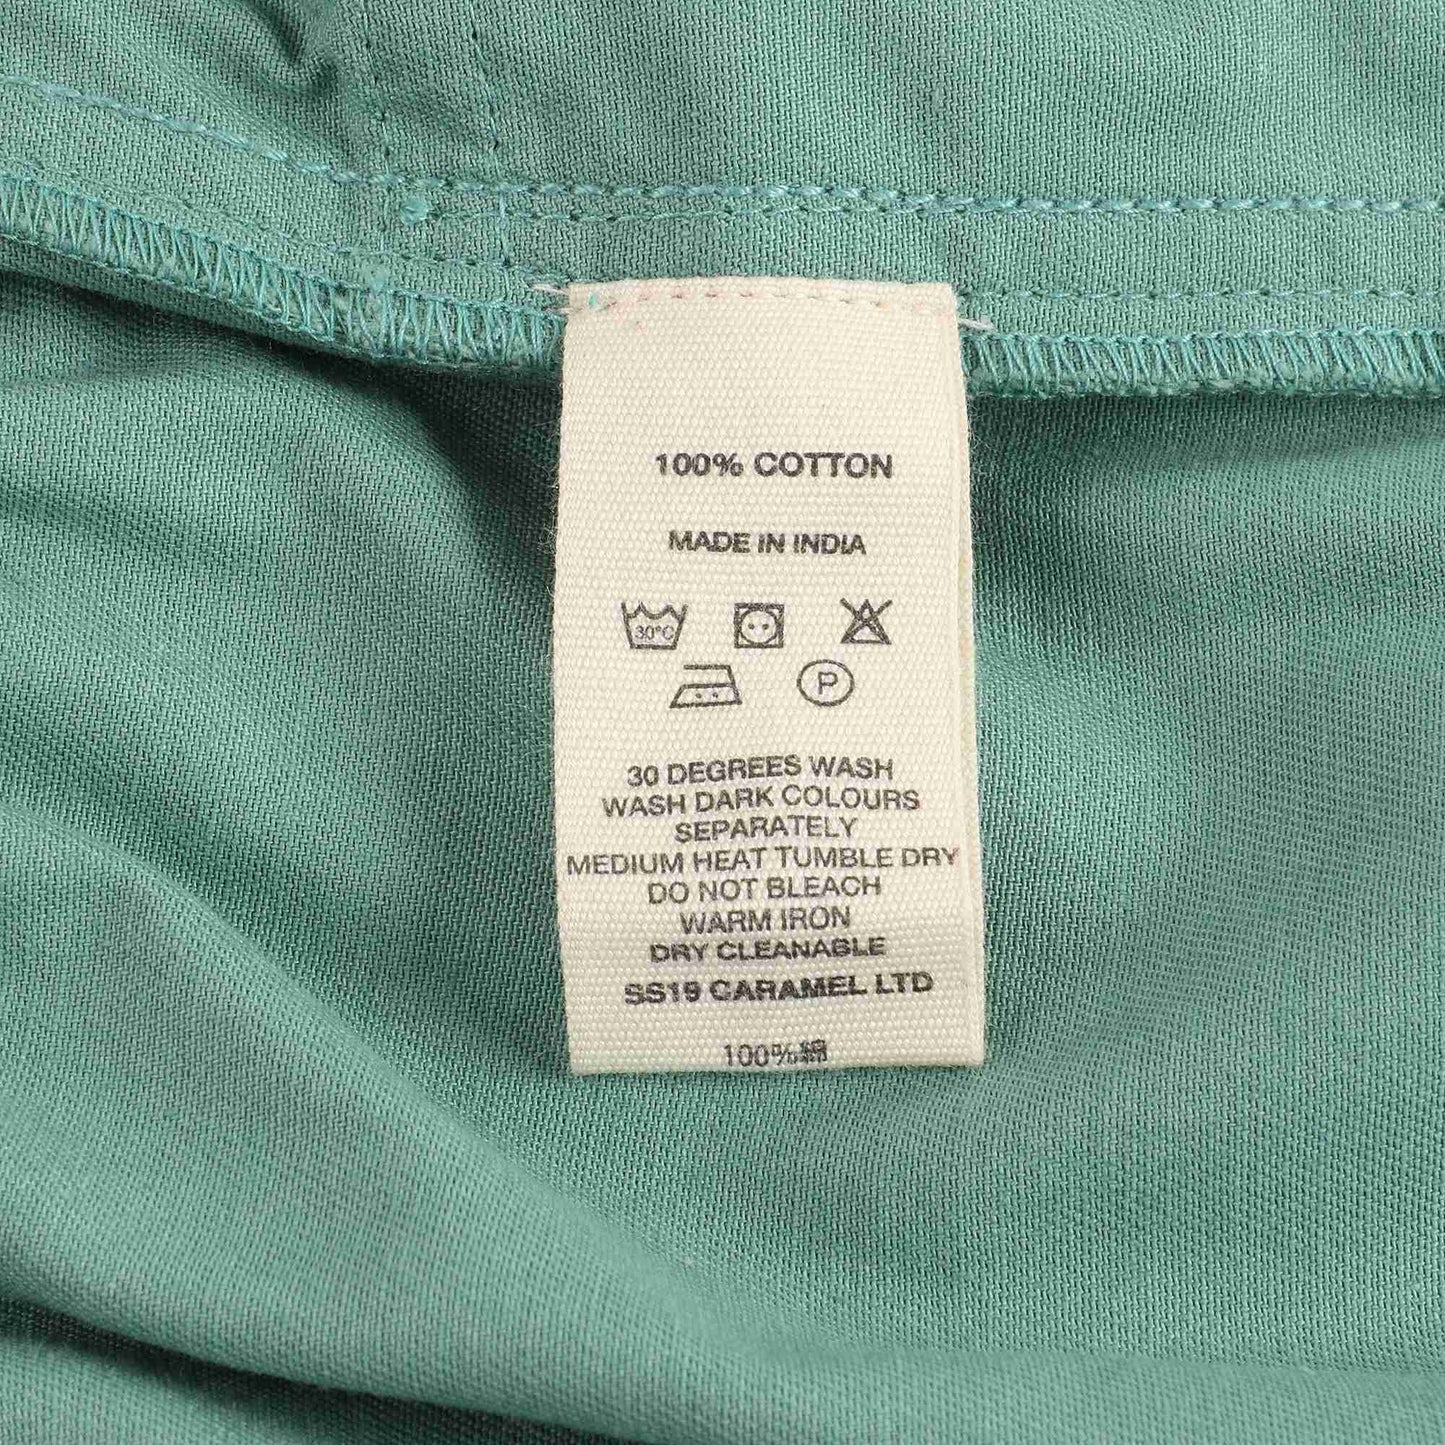 100% COTTON
MADE IN INDIA
30°C
P
30 DEGREES WASH
WASH DARK COLOURS
SEPARATELY
MEDIUM HEAT TUMBLE DRY
DO NOT BLEACH
WARM IRON
DRY CLEANABLE
SS19 CARAMEL LTD
100%綿